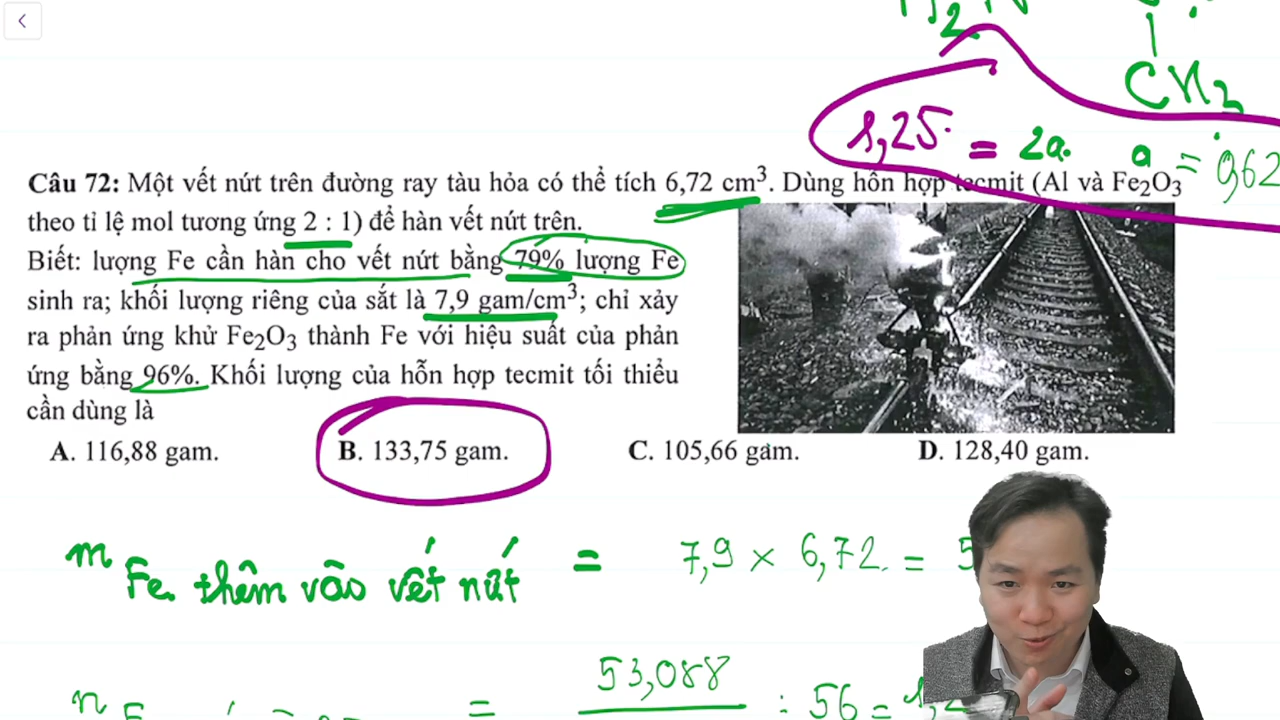 CH2
1,25 = 2a. a = 0,62
Câu 72: Một vết nứt trên đường ray tàu hỏa có thể tích 6,72 cm³. Dùng hỗn hợp tecmit (Al và Fe2O3
theo tỉ lệ mol tương ứng 2 : 1) để hàn vết nứt trên.
Biết: lượng Fe cần hàn cho vết nứt bằng 79% lượng Fe
sinh ra; khối lượng riêng của sắt là 7,9 gam/cm³; chỉ xảy
ra phản ứng khử Fe2O3 thành Fe với hiệu suất của phản
ứng bằng 96%. Khối lượng của hỗn hợp tecmit tối thiểu
cần dùng là
A. 116,88 gam. B. 133,75 gam. C. 105,66 gam. D. 128,40 gam.
m Fe thêm vào vết nứt = 7,9 × 6,72 = 5
53,088
n = : 56 = 1,2